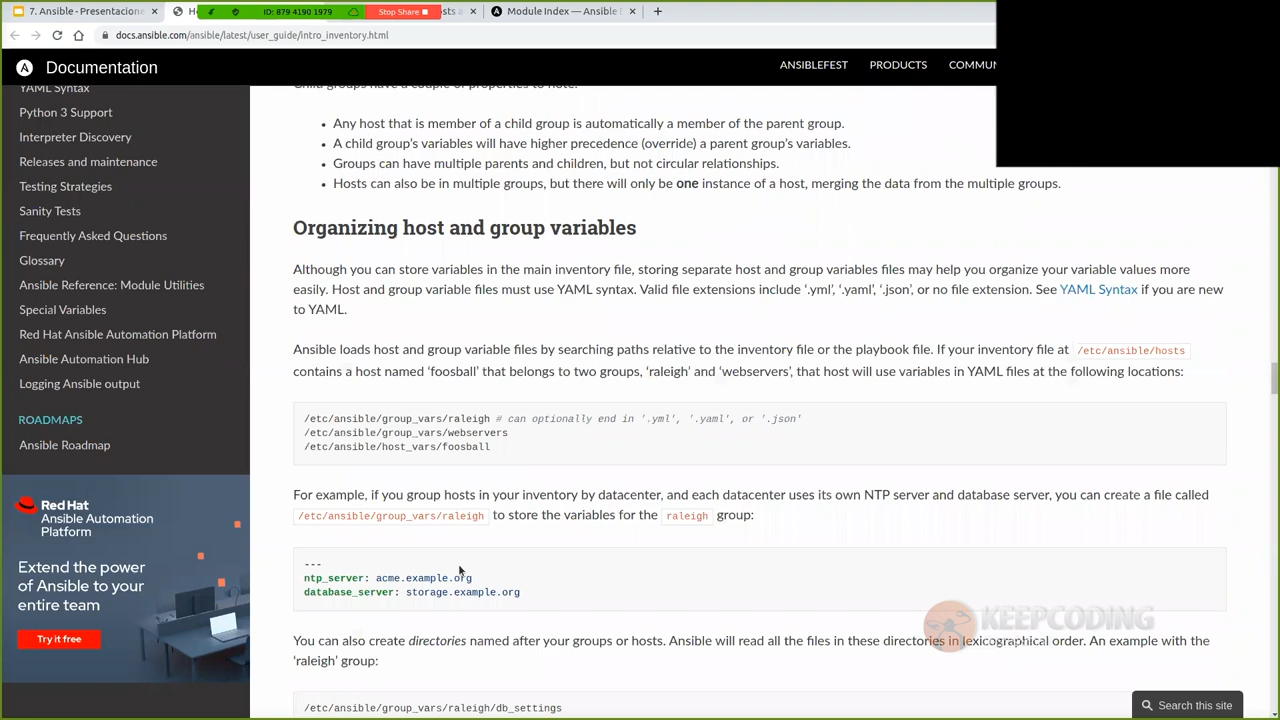 7. Ansible - Presentacione
H
ID: 879 4190 1979
Stop Share
sts a
Module Index — Ansible
docs.ansible.com/ansible/latest/user_guide/intro_inventory.html
Documentation
ANSIBLEFEST
PRODUCTS
COMMUN
YAML Syntax
Python 3 Support
Interpreter Discovery
Releases and maintenance
Testing Strategies
Sanity Tests
Frequently Asked Questions
Glossary
Ansible Reference: Module Utilities
Special Variables
Red Hat Ansible Automation Platform
Ansible Automation Hub
Logging Ansible output
ROADMAPS
Ansible Roadmap
Red Hat
Ansible Automation
Platform
Extend the power
of Ansible to your
entire team
Try it free
Child groups have a couple of properties to note:
• Any host that is member of a child group is automatically a member of the parent group.
• A child group’s variables will have higher precedence (override) a parent group’s variables.
• Groups can have multiple parents and children, but not circular relationships.
• Hosts can also be in multiple groups, but there will only be one instance of a host, merging the data from the multiple groups.
Organizing host and group variables
Although you can store variables in the main inventory file, storing separate host and group variables files may help you organize your variable values more
easily. Host and group variable files must use YAML syntax. Valid file extensions include ‘.yml’, ‘.yaml’, ‘.json’, or no file extension. See YAML Syntax if you are new
to YAML.
Ansible loads host and group variable files by searching paths relative to the inventory file or the playbook file. If your inventory file at /etc/ansible/hosts
contains a host named ‘foosball’ that belongs to two groups, ‘raleigh’ and ‘webservers’, that host will use variables in YAML files at the following locations:
/etc/ansible/group_vars/raleigh # can optionally end in '.yml', '.yaml', or '.json'
/etc/ansible/group_vars/webservers
/etc/ansible/host_vars/foosball
For example, if you group hosts in your inventory by datacenter, and each datacenter uses its own NTP server and database server, you can create a file called
/etc/ansible/group_vars/raleigh to store the variables for the raleigh group:
---
ntp_server: acme.example.org
database_server: storage.example.org
KEEPCODING
You can also create directories named after your groups or hosts. Ansible will read all the files in these directories in lexicographical order. An example with the
‘raleigh’ group:
/etc/ansible/group_vars/raleigh/db_settings
Search this site